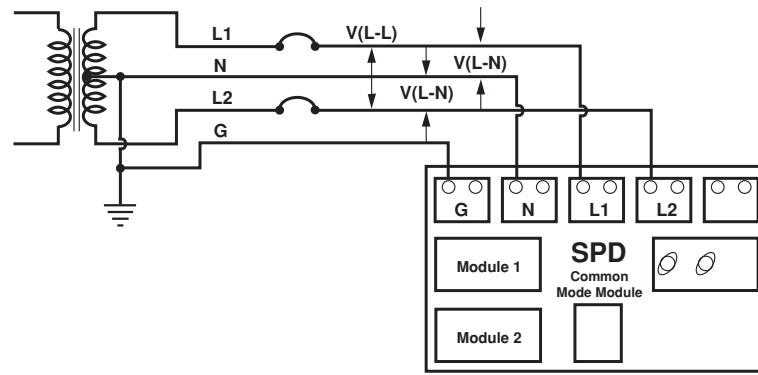 L1
V(L-L)
N
V(L-N)
L2
V(L-N)
G
G
N
L1
L2
Module 1
SPD
Common
Mode Module
Module 2